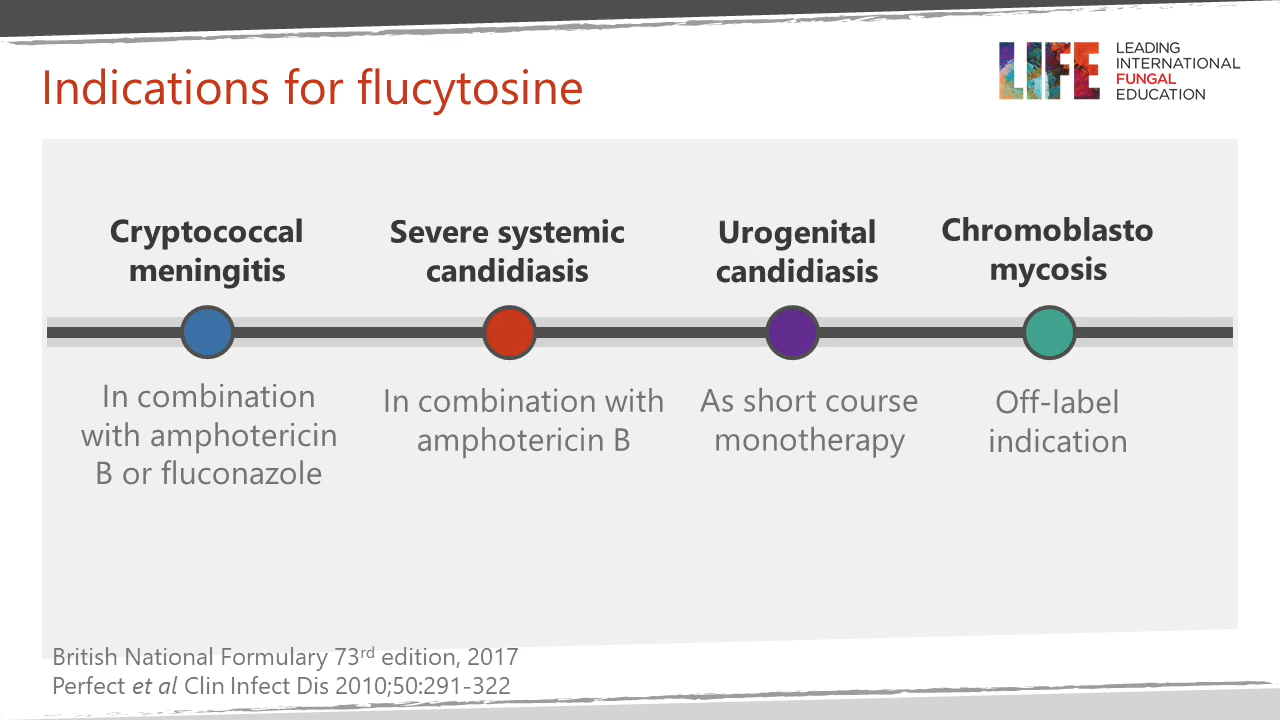 Indications for flucytosine
LIFE
LEADING
INTERNATIONAL
FUNGAL
EDUCATION
Cryptococcal
meningitis
Severe systemic
candidiasis
Urogenital
candidiasis
Chromoblasto
mycosis
In combination
with amphotericin
B or fluconazole
In combination with
amphotericin B
As short course
monotherapy
Off-label
indication
British National Formulary 73rd edition, 2017
Perfect et al Clin Infect Dis 2010;50:291-322